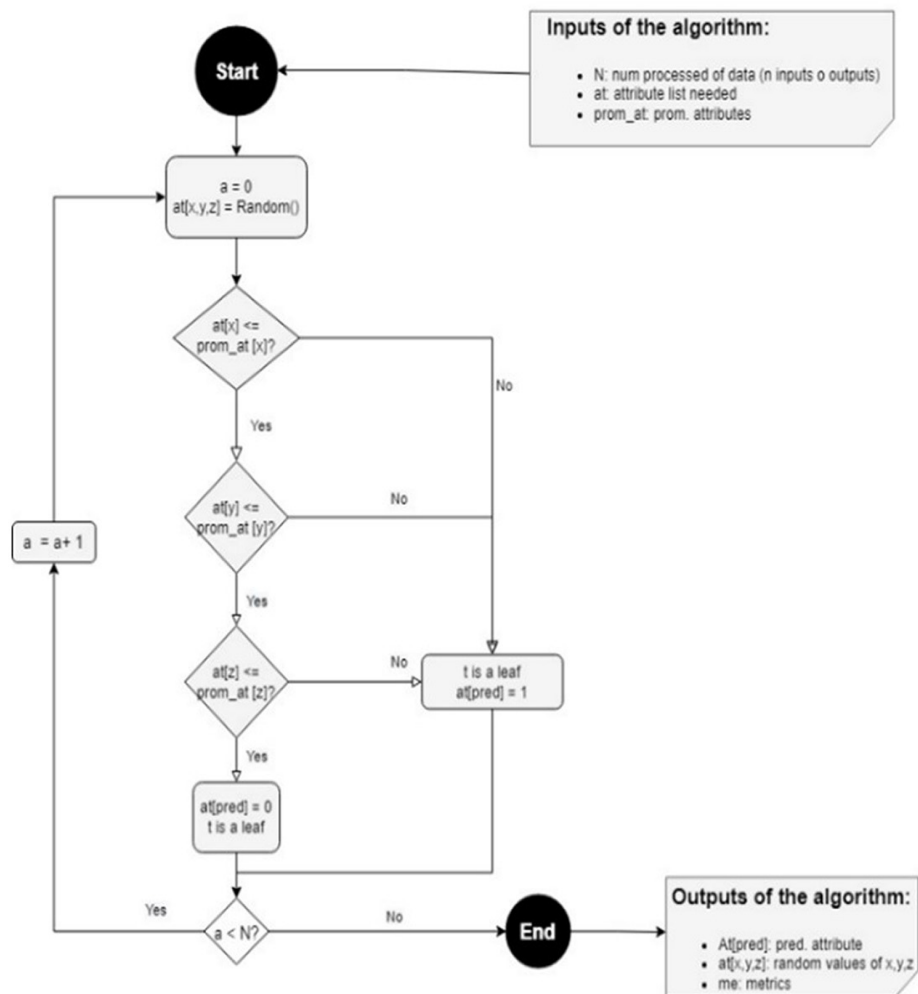 Inputs of the algorithm:
N: num processed of data (n inputs o outputs)
at: attribute list needed
prom_at: prom. attributes
Start
a = 0
at[x,y,z] = Random()
at[x] <=
prom_at [x]?
No
Yes
at[y] <=
prom_at [y]?
No
a = a+ 1
Yes
at[z] <=
prom_at [z]?
No
t is a leaf
at[pred] = 1
Yes
at[pred] = 0
t is a leaf
Yes
a < N?
No
End
Outputs of the algorithm:
At[pred]: pred. attribute
at[x,y,z]: random values of x,y,z
me: metrics